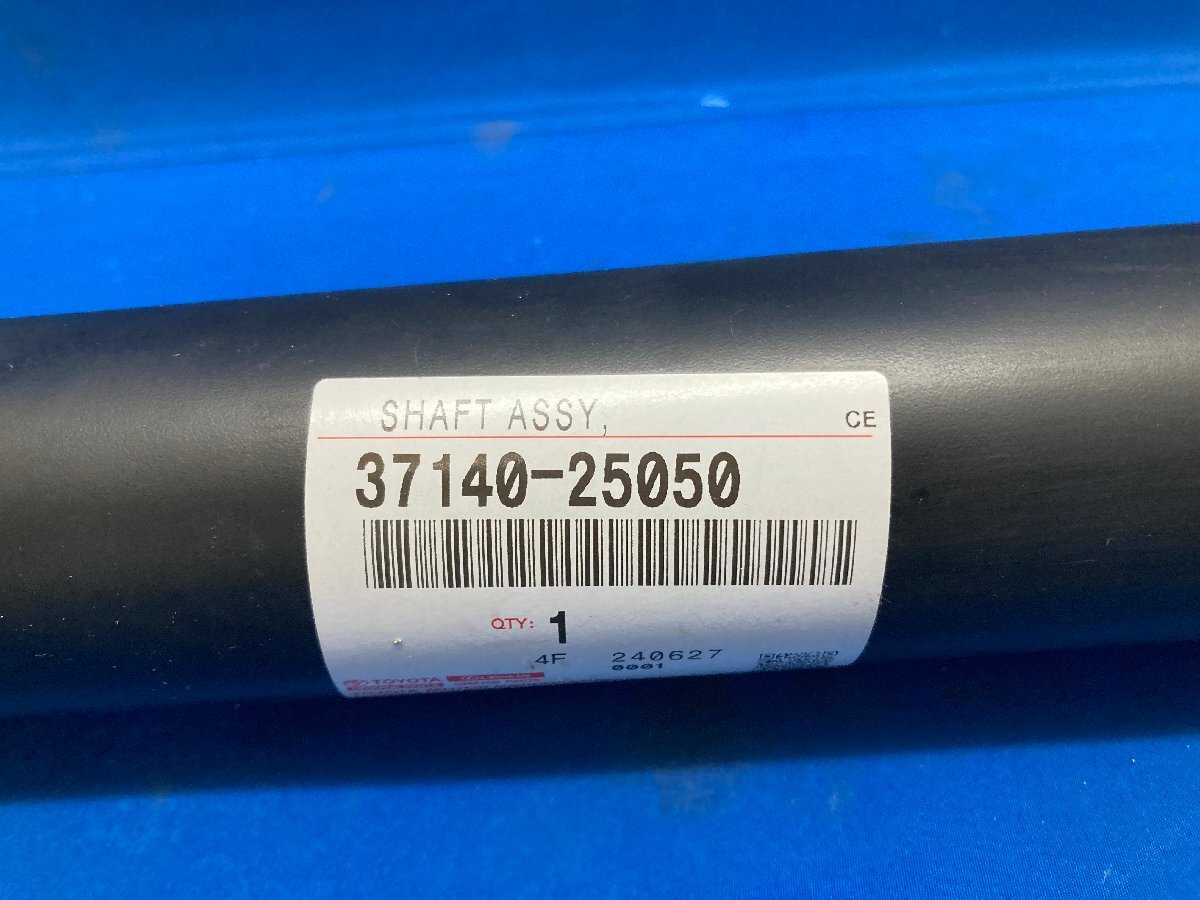 SHAFT ASSY,
CE
37140-25050
QTY: 1
4F 240627
0001
TOYOTA